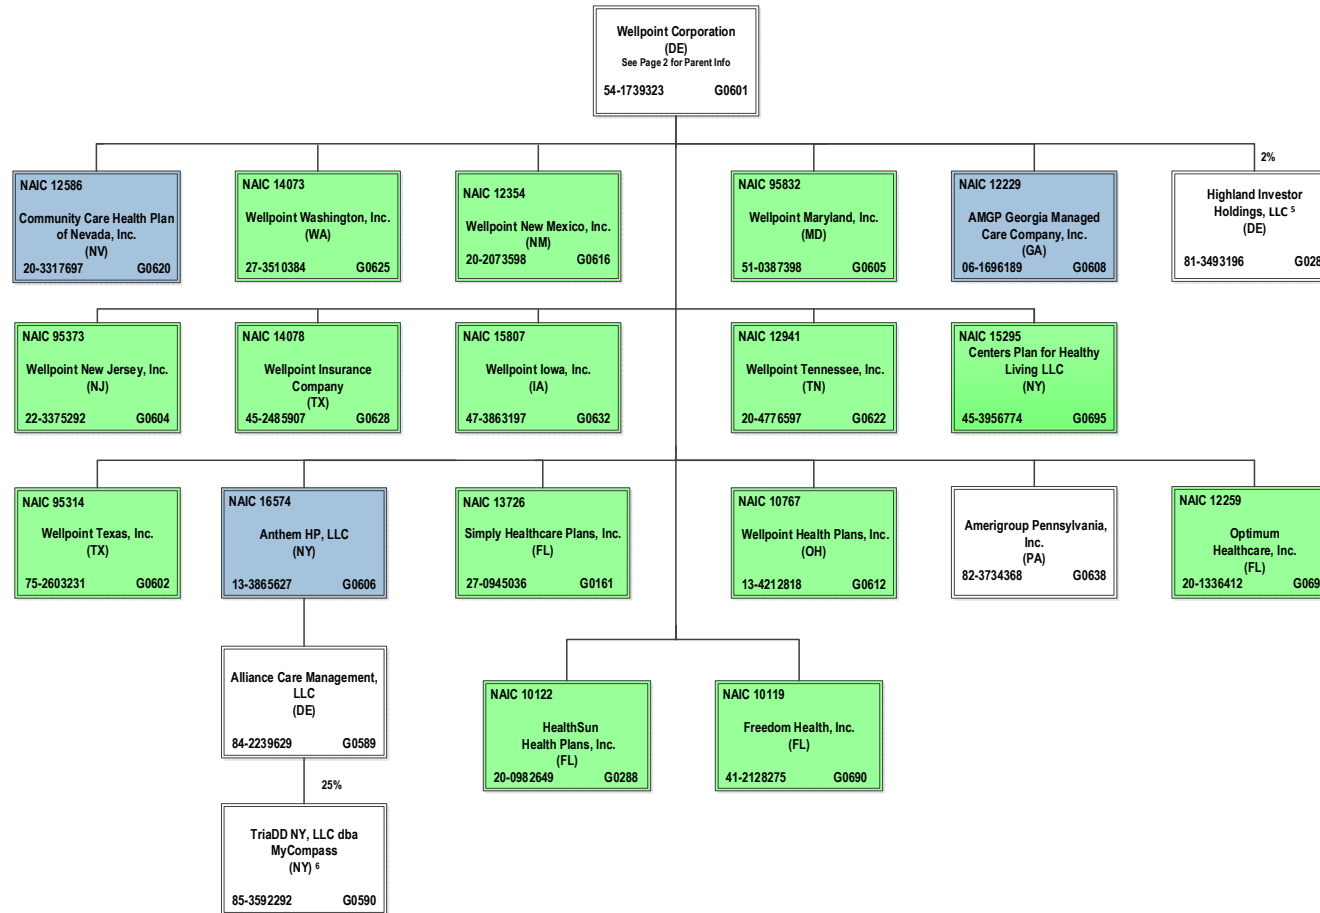 Wellpoint Corporation
(DE)
See Page 2 for Parent Info
54-1739323 G0601
2%
NAIC 12586
Community Care Health Plan
of Nevada, Inc.
(NV)
20-3317697 G0620
NAIC 14073
Wellpoint Washington, Inc.
(WA)
27-3510384 G0625
NAIC 12354
Wellpoint New Mexico, Inc.
(NM)
20-2073598 G0616
NAIC 95832
Wellpoint Maryland, Inc.
(MD)
51-0387398 G0605
NAIC 12229
AMGP Georgia Managed
Care Company, Inc.
(GA)
06-1696189 G0608
Highland Investor
Holdings, LLC 5
(DE)
81-3493196 G028
NAIC 95373
Wellpoint New Jersey, Inc.
(NJ)
22-3375292 G0604
NAIC 14078
Wellpoint Insurance
Company
(TX)
45-2485907 G0628
NAIC 15807
Wellpoint Iowa, Inc.
(IA)
47-3863197 G0632
NAIC 12941
Wellpoint Tennessee, Inc.
(TN)
20-4776597 G0622
NAIC 15295
Centers Plan for Healthy
Living LLC
(NY)
45-3956774 G0695
NAIC 95314
Wellpoint Texas, Inc.
(TX)
75-2603231 G0602
NAIC 16574
Anthem HP, LLC
(NY)
13-3865627 G0606
NAIC 13726
Simply Healthcare Plans, Inc.
(FL)
27-0945036 G0161
NAIC 10767
Wellpoint Health Plans, Inc.
(OH)
13-4212818 G0612
Amerigroup Pennsylvania,
Inc.
(PA)
82-3734368 G0638
NAIC 12259
Optimum
Healthcare, Inc.
(FL)
20-1336412 G069
Alliance Care Management,
LLC
(DE)
84-2239629 G0589
NAIC 10122
HealthSun
Health Plans, Inc.
(FL)
20-0982649 G0288
NAIC 10119
Freedom Health, Inc.
(FL)
41-2128275 G0690
25%
TriaDD NY, LLC dba
MyCompass
(NY) 6
85-3592292 G0590